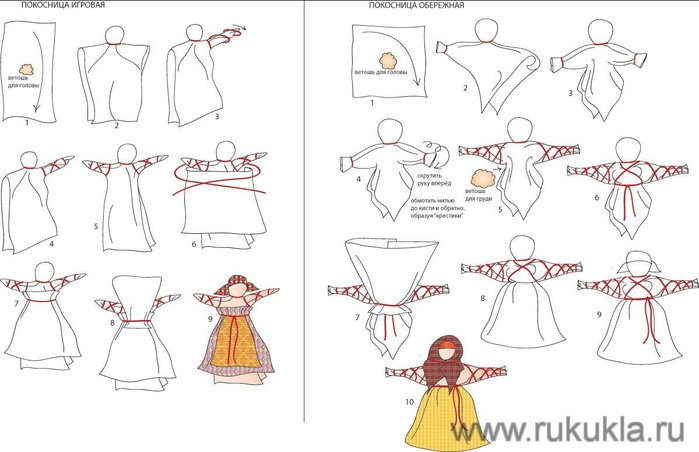 ПОКОСНИЦА ИГРОВАЯ
ветошь
для головы
1
2
3
4
5
6
7
8
9
ПОКОСНИЦА ОБЕРЕЖНАЯ
ветошь для головы
1
2
3
4
скрутить
руку вперёд
обмотать нитью
до кисти и обратно,
образуя "крестики"
ветошь
для груди
5
6
7
8
9
10
www.rukukla.ru